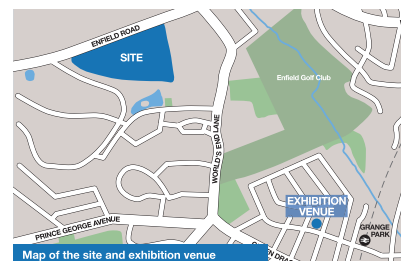 ENFIELD ROAD
SITE
Enfield Golf Club
WORLD'S END LANE
EXHIBITION
VENUE
PRINCE GEORGE AVENUE
GRANGE
PARK
Map of the site and exhibition venue